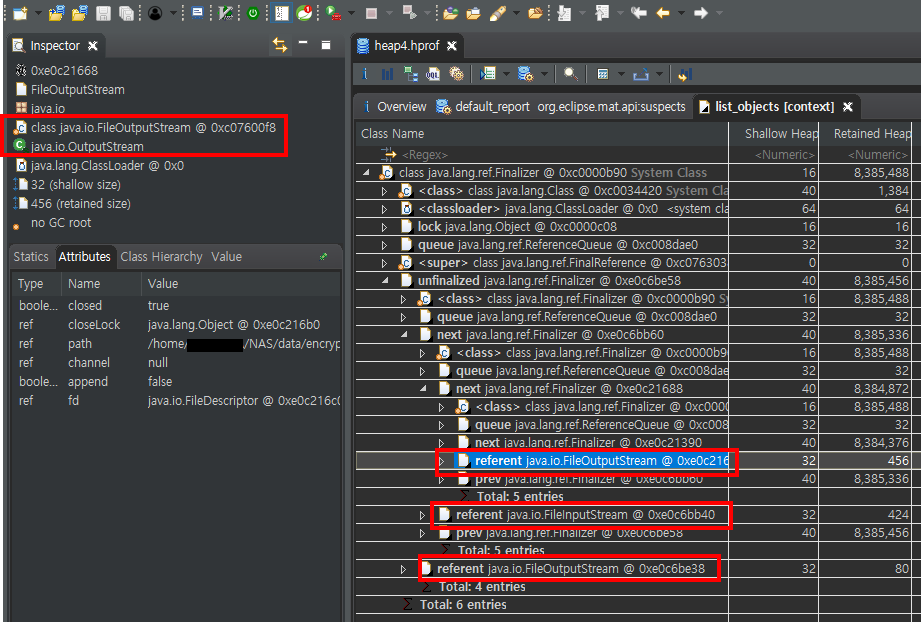 Inspector
0xe0c21668
FileOutputStream
java.io
class java.io.FileOutputStream @ 0xc07600f8
java.io.OutputStream
java.lang.ClassLoader @ 0x0
32 (shallow size)
456 (retained size)
no GC root
Statics Attributes Class Hierarchy Value
Type Name Value
boole... closed true
ref closeLock java.lang.Object @ 0xe0c216b0
ref path /home/ /NAS/data/encryp
ref channel null
boole... append false
ref fd java.io.FileDescriptor @ 0xe0c216c0
heap4.hprof
i Overview default_report org.eclipse.mat.api:suspects list_objects [context]
Class Name Shallow Heap Retained Heap
<Regex> <Numeric> <Numeric>
class java.lang.ref.Finalizer @ 0xc0000b90 System Class 16 8,385,488
<class> class java.lang.Class @ 0xc0034420 System Cla 40 1,384
<classloader> java.lang.ClassLoader @ 0x0 <system cla 64 64
lock java.lang.Object @ 0xc0000c08 16 16
queue java.lang.ref.ReferenceQueue @ 0xc008dae0 32 32
<super> class java.lang.ref.FinalReference @ 0xc076303 0 0
unfinalized java.lang.ref.Finalizer @ 0xe0c6be58 40 8,385,456
<class> class java.lang.ref.Finalizer @ 0xc0000b90 Sy 16 8,385,488
queue java.lang.ref.ReferenceQueue @ 0xc008dae0 32 32
next java.lang.ref.Finalizer @ 0xe0c6bb60 40 8,385,336
<class> class java.lang.ref.Finalizer @ 0xc0000b9 16 8,385,488
queue java.lang.ref.ReferenceQueue @ 0xc008dae 32 32
next java.lang.ref.Finalizer @ 0xe0c21688 40 8,384,872
<class> class java.lang.ref.Finalizer @ 0xc000 16 8,385,488
queue java.lang.ref.ReferenceQueue @ 0xc008 32 32
next java.lang.ref.Finalizer @ 0xe0c21390 40 8,384,376
referent java.io.FileOutputStream @ 0xe0c216 32 456
prev java.lang.ref.Finalizer @ 0xe0c6bb60 40 8,385,336
Total: 5 entries
referent java.io.FileInputStream @ 0xe0c6bb40 32 424
prev java.lang.ref.Finalizer @ 0xe0c6be58 40 8,385,456
Total: 5 entries
referent java.io.FileOutputStream @ 0xe0c6be38 32 80
Total: 4 entries
Total: 6 entries